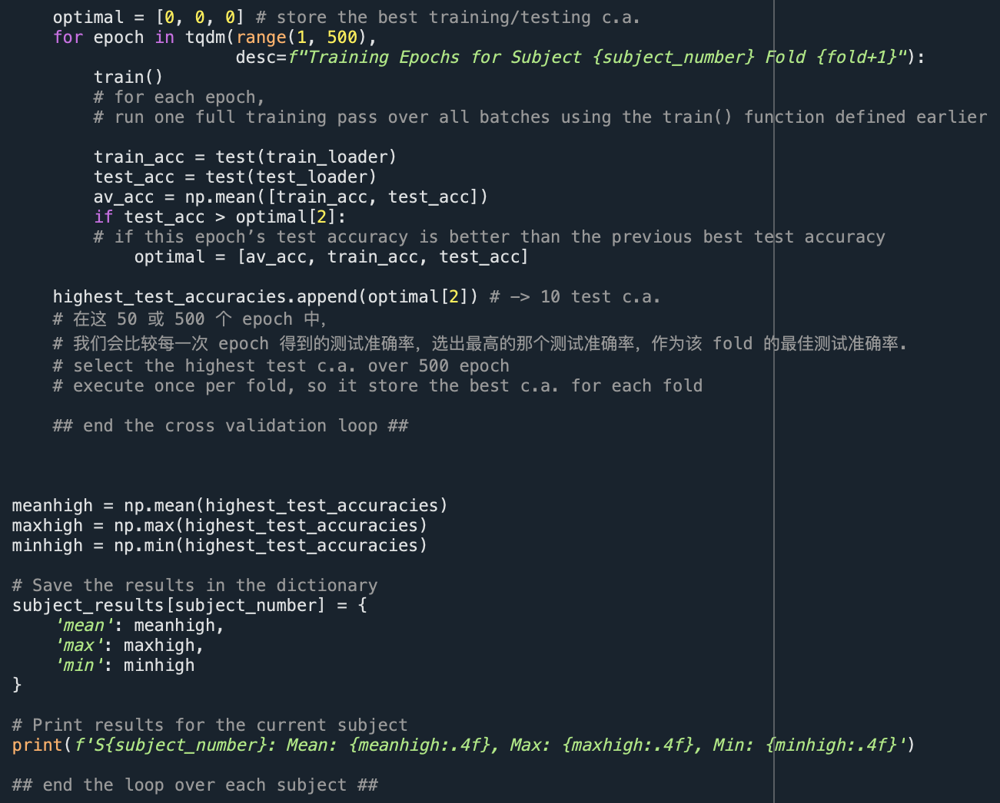 optimal = [0, 0, 0] # store the best training/testing c.a.
for epoch in tqdm(range(1, 500),
desc=f"Training Epochs for Subject {subject_number} Fold {fold+1}"):
train()
# for each epoch,
# run one full training pass over all batches using the train() function defined earlier
train_acc = test(train_loader)
test_acc = test(test_loader)
av_acc = np.mean([train_acc, test_acc])
if test_acc > optimal[2]:
# if this epoch’s test accuracy is better than the previous best test accuracy
optimal = [av_acc, train_acc, test_acc]
highest_test_accuracies.append(optimal[2]) # -> 10 test c.a.
# 在这 50 或 500 个 epoch 中，
# 我们会比较每一次 epoch 得到的测试准确率，选出最高的那个测试准确率，作为该 fold 的最佳测试准确率.
# select the highest test c.a. over 500 epoch
# execute once per fold, so it store the best c.a. for each fold
## end the cross validation loop ##
meanhigh = np.mean(highest_test_accuracies)
maxhigh = np.max(highest_test_accuracies)
minhigh = np.min(highest_test_accuracies)
# Save the results in the dictionary
subject_results[subject_number] = {
'mean': meanhigh,
'max': maxhigh,
'min': minhigh
}
# Print results for the current subject
print(f'S{subject_number}: Mean: {meanhigh:.4f}, Max: {maxhigh:.4f}, Min: {minhigh:.4f}')
## end the loop over each subject ##